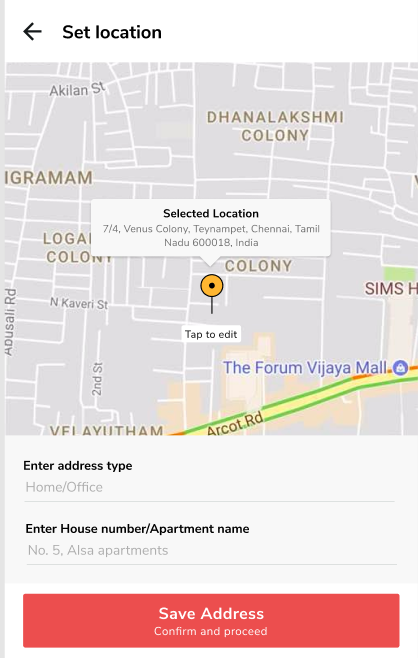 Set location
Akilan St
DHANALAKSHMI
COLONY
IGRAMAM
Selected Location
7/4, Venus Colony, Teynampet, Chennai, Tamil
Nadu 600018, India
LOGA
COLONY
COLONY
SIMS H
N Kaveri St
Abusali Rd
Tap to edit
2nd St
The Forum Vijaya Mall
Arcot Rd
VELAYUTHAM
Enter address type
Home/Office
Enter House number/Apartment name
No. 5, Alsa apartments
Save Address
Confirm and proceed